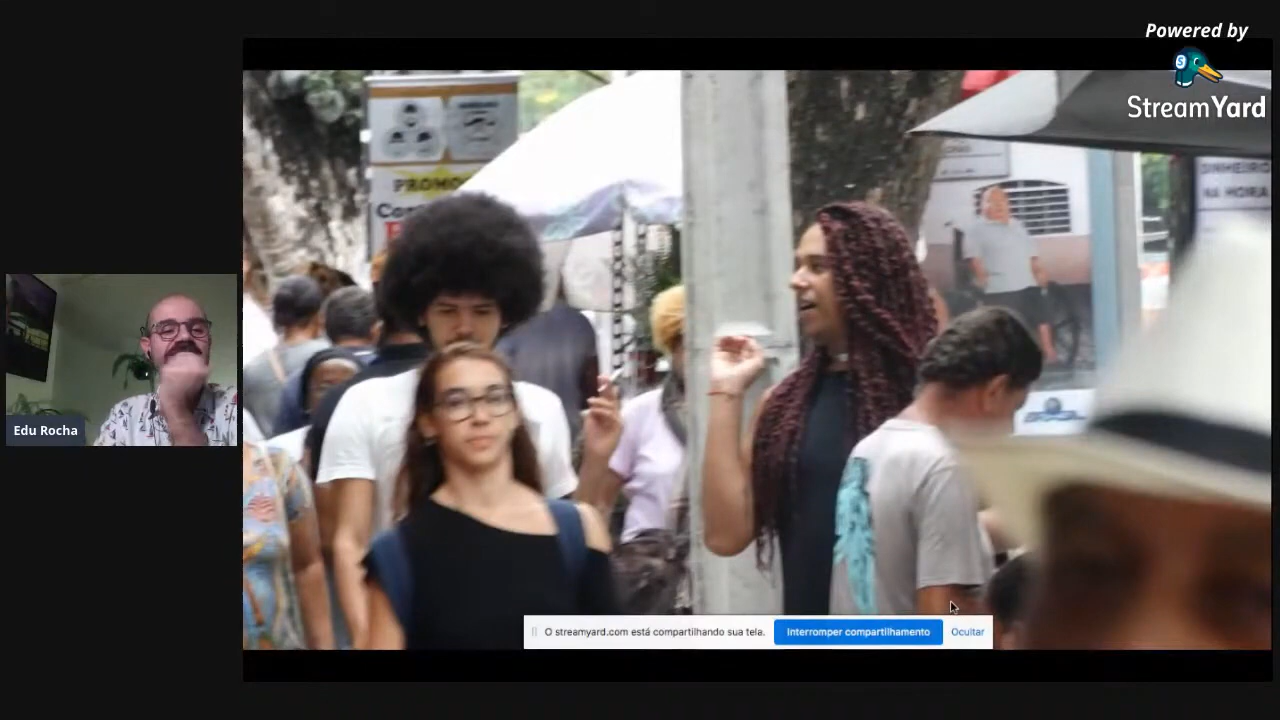 Powered by
StreamYard
PROMO
DINHEIRO
NA HORA
Edu Rocha
O streamyard.com está compartilhando sua tela.
Interromper compartilhamento
Ocultar